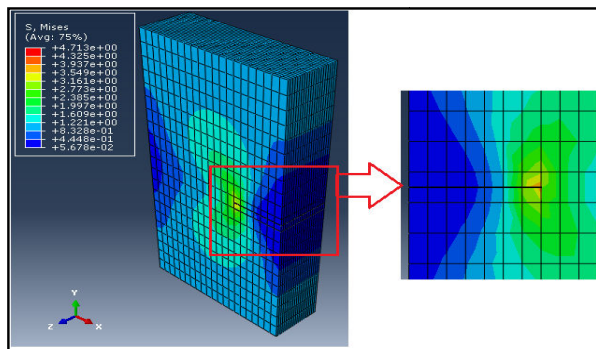 S, Mises
(Avg: 75%)
+4.713e+00
+4.325e+00
+3.937e+00
+3.549e+00
+3.161e+00
+2.773e+00
+2.385e+00
+1.997e+00
+1.609e+00
+1.221e+00
+8.328e-01
+4.448e-01
+5.678e-02
Y
Z
X